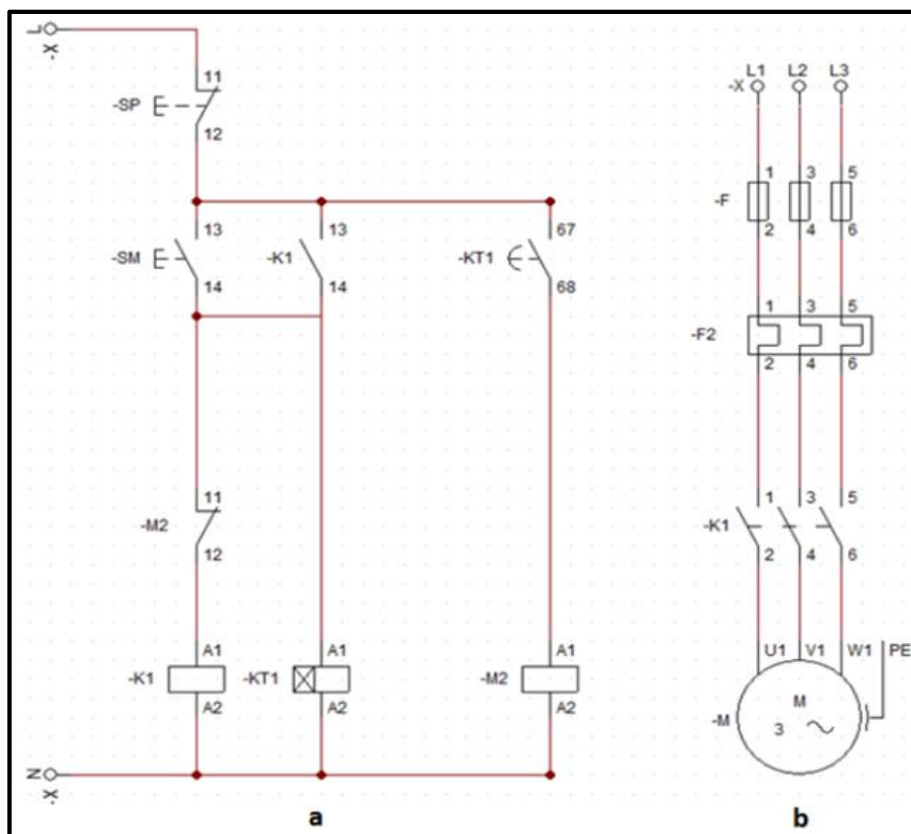 L
-X
11
-SP
12
13
-SM
14
13
-K1
14
67
-KT1
68
11
-M2
12
A1
-K1
A2
A1
-KT1
A2
A1
-M2
A2
N
-X
a
L1 L2 L3
-X
1 3 5
-F
2 4 6
1 3 5
-F2
2 4 6
1 3 5
-K1
2 4 6
U1 V1 W1 PE
M
-M
3
b